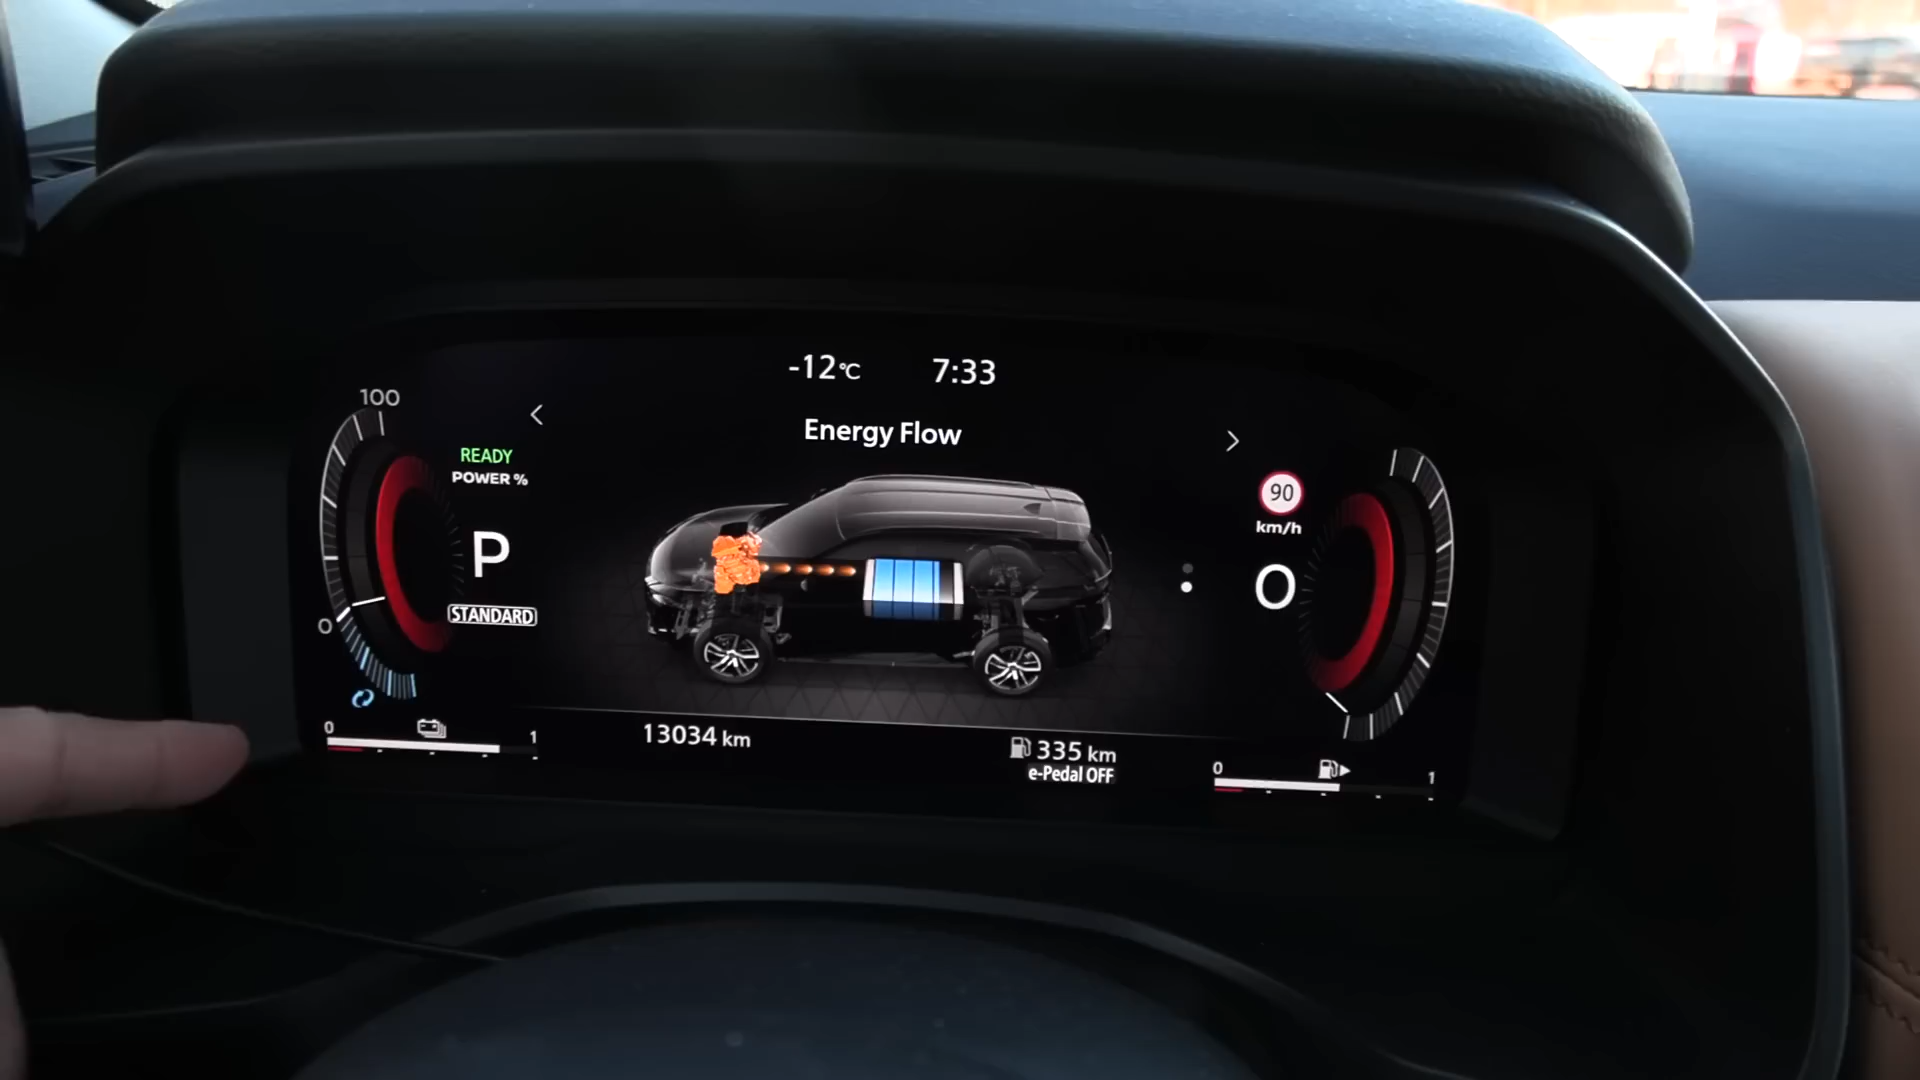 -12°C 7:33
100
Energy Flow
READY
POWER %
90
km/h
P
0
STANDARD
0
0 1
13034 km
335 km
e-Pedal OFF
0 1